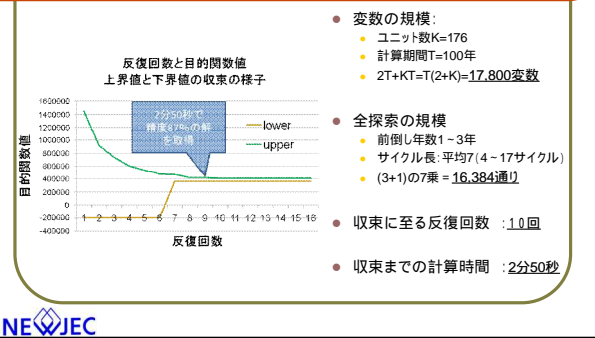 反復回数と目的関数値
上界値と下界値の収束の様子
1600000
1400000
1200000
1000000
800000
600000
400000
200000
0
-200000
-400000
目的関数値
2分50秒で
精度87%の解
を取得
lower
upper
1 2 3 4 5 6 7 8 9 10 11 12 13 14 15 16
反復回数
● 変数の規模:
● ユニット数K=176
● 計算期間T=100年
● 2T+KT=T(2+K)=17.800変数
● 全探索の規模
● 前倒し年数1~3年
● サイクル長:平均7(4~17サイクル)
● (3+1)の7乗 = 16,384通り
● 収束に至る反復回数 :10回
● 収束までの計算時間 :2分50秒
NEWJEC